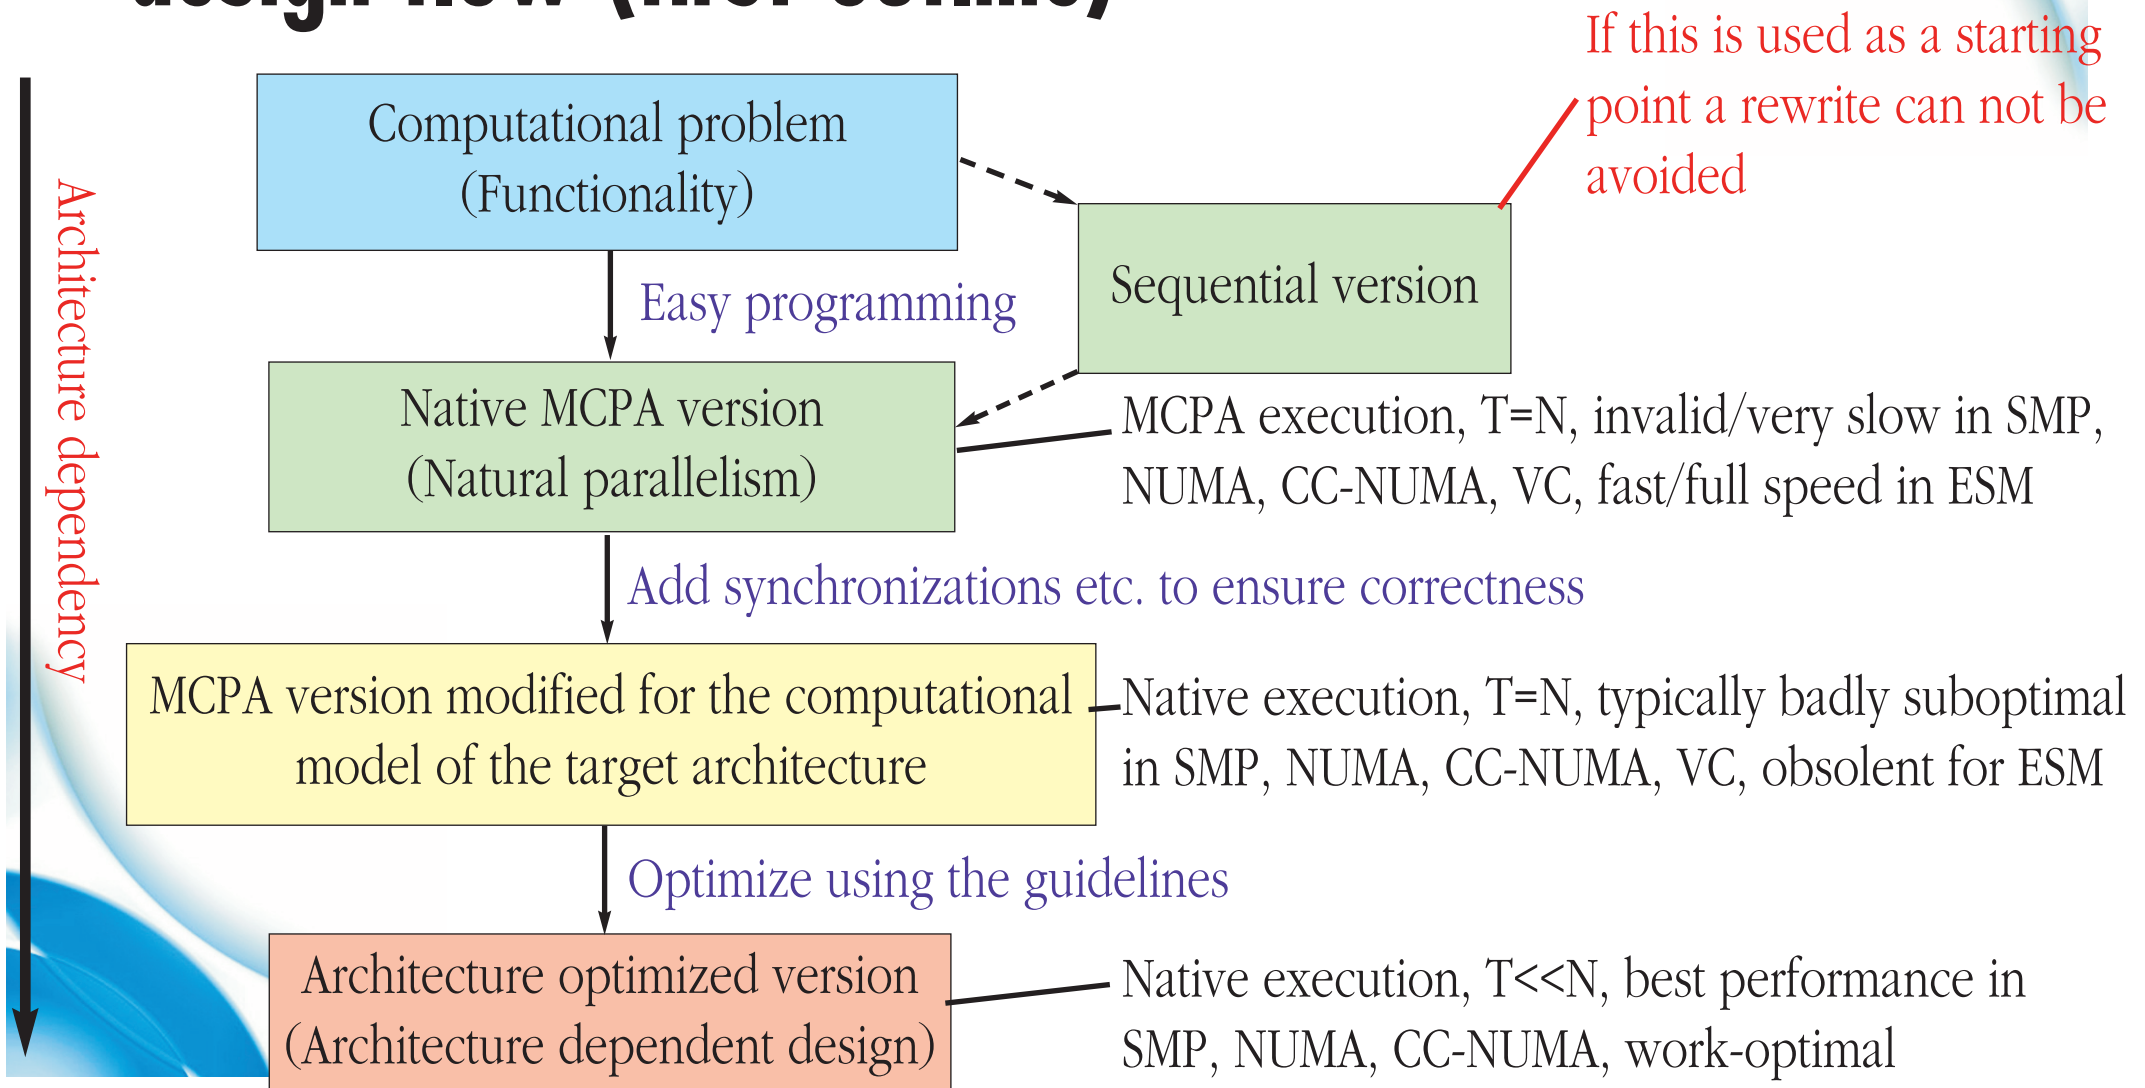 Computational problem
(Functionality)
If this is used as a starting
point a rewrite can not be
avoided
Architecture dependency
Easy programming
Sequential version
Native MCPA version
(Natural parallelism)
MCPA execution, T=N, invalid/very slow in SMP,
NUMA, CC-NUMA, VC, fast/full speed in ESM
Add synchronizations etc. to ensure correctness
MCPA version modified for the computational
model of the target architecture
Native execution, T=N, typically badly suboptimal
in SMP, NUMA, CC-NUMA, VC, obsolent for ESM
Optimize using the guidelines
Architecture optimized version
(Architecture dependent design)
Native execution, T<<N, best performance in
SMP, NUMA, CC-NUMA, work-optimal